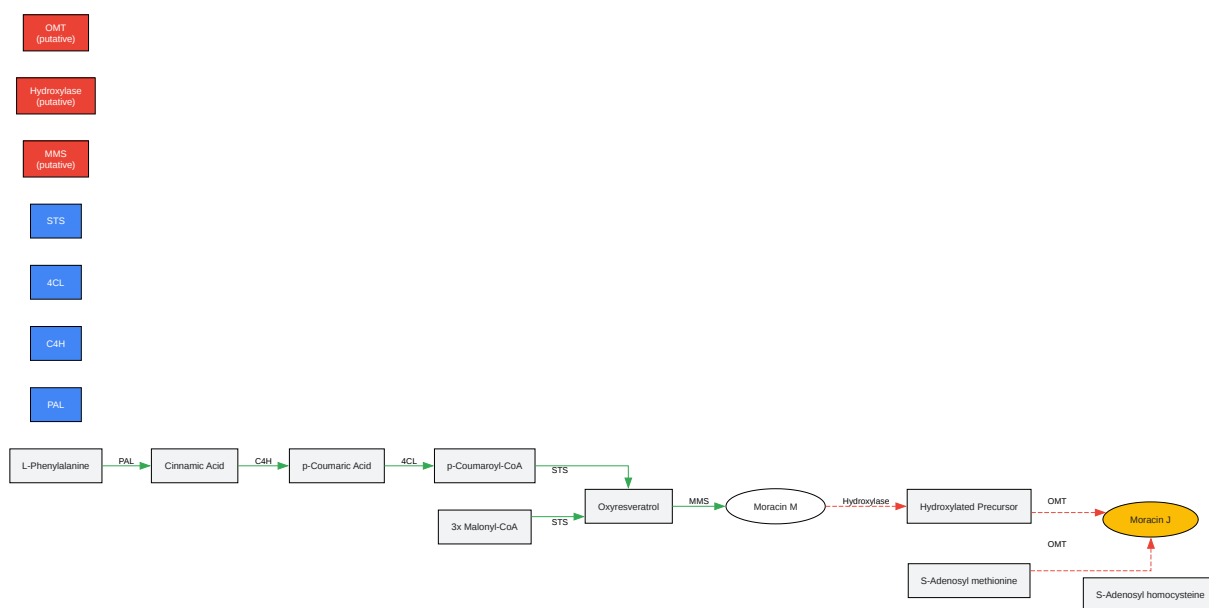 OMT
(putative)
Hydroxylase
(putative)
MMS
(putative)
STS
4CL
C4H
PAL
L-Phenylalanine
PAL
Cinnamic Acid
C4H
p-Coumaric Acid
4CL
p-Coumaroyl-CoA
STS
3x Malonyl-CoA
STS
Oxyresveratrol
MMS
Moracin M
Hydroxylase
Hydroxylated Precursor
OMT
Moracin J
OMT
S-Adenosyl methionine
S-Adenosyl homocysteine